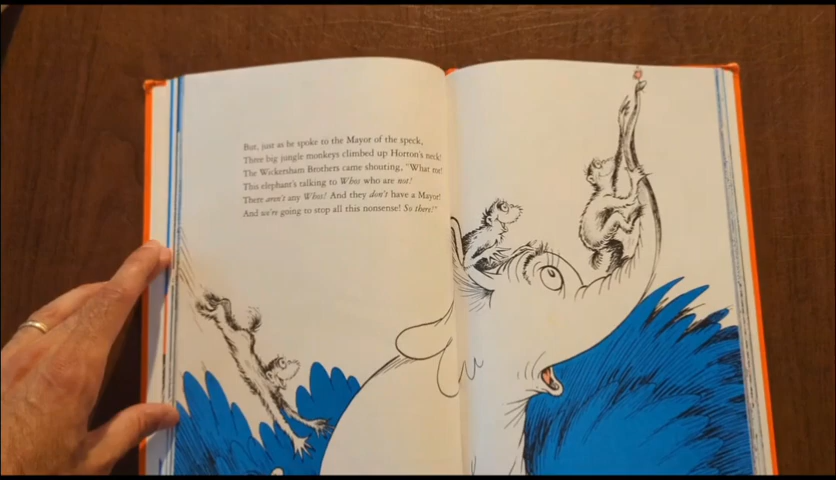 But, just as he spoke to the Mayor of the speck,
Three big jungle monkeys climbed up Horton's neck!
The Wickersham Brothers came shouting, "What rot!
This elephant's talking to Whos who are not!
There aren't any Whos! And they don't have a Mayor!
And we're going to stop all this nonsense! So there!"